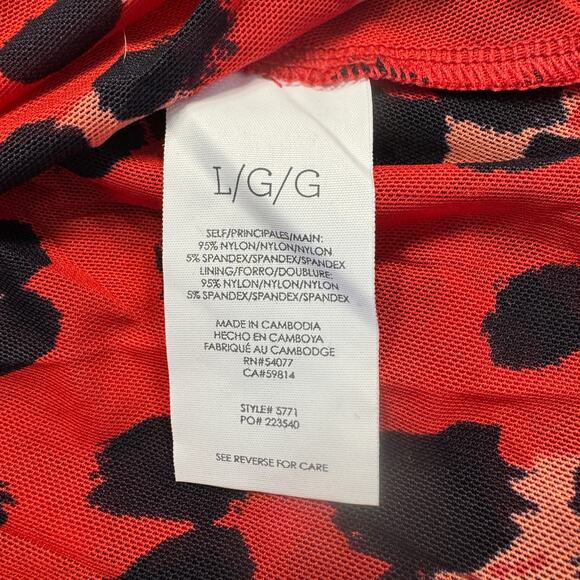 L/G/G
SELF/PRINCIPALES/MAIN:
95% NYLON/NYLON/NYLON
5% SPANDEX/SPANDEX/SPANDEX
LINING/FORRO/DOUBLURE:
95% NYLON/NYLON/NYLON
5% SPANDEX/SPANDEX/SPANDEX
MADE IN CAMBODIA
HECHO EN CAMBOYA
FABRIQUÉ AU CAMBODGE
RN#54077
CA#59814
STYLE# 5771
PO# 223540
SEE REVERSE FOR CARE